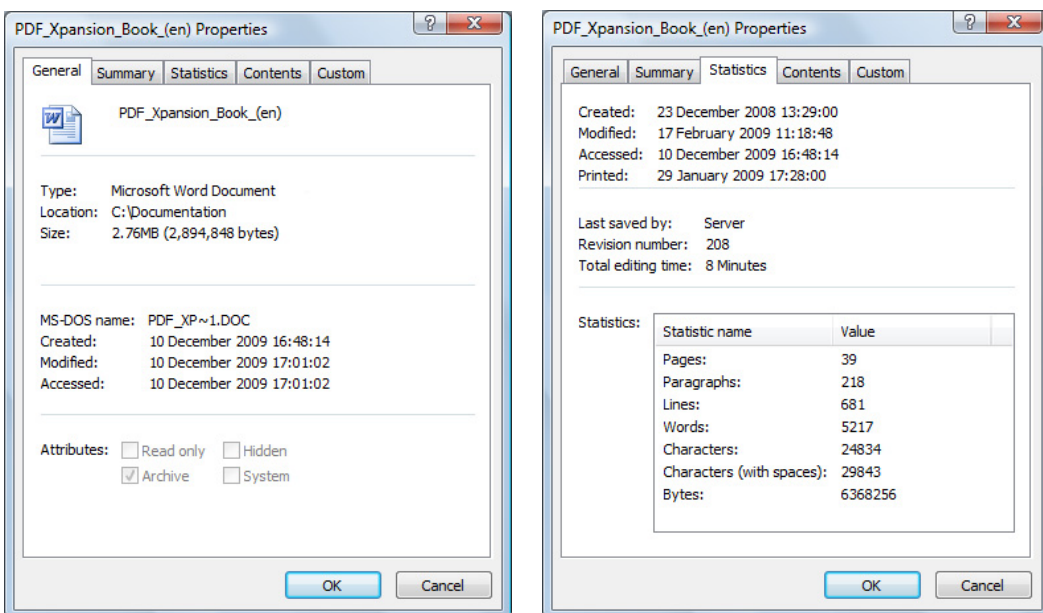 PDF_Xpansion_Book_(en) Properties
General Summary Statistics Contents Custom
PDF_Xpansion_Book_(en)
Type: Microsoft Word Document
Location: C:\Documentation
Size: 2.76MB (2,894,848 bytes)
MS-DOS name: PDF_XP~1.DOC
Created: 10 December 2009 16:48:14
Modified: 10 December 2009 17:01:02
Accessed: 10 December 2009 17:01:02
Attributes: Read only Hidden
Archive System
OK Cancel
PDF_Xpansion_Book_(en) Properties
General Summary Statistics Contents Custom
Created: 23 December 2008 13:29:00
Modified: 17 February 2009 11:18:48
Accessed: 10 December 2009 16:48:14
Printed: 29 January 2009 17:28:00
Last saved by: Server
Revision number: 208
Total editing time: 8 Minutes
Statistics: Statistic name Value
Pages: 39
Paragraphs: 218
Lines: 681
Words: 5217
Characters: 24834
Characters (with spaces): 29843
Bytes: 6368256
OK Cancel